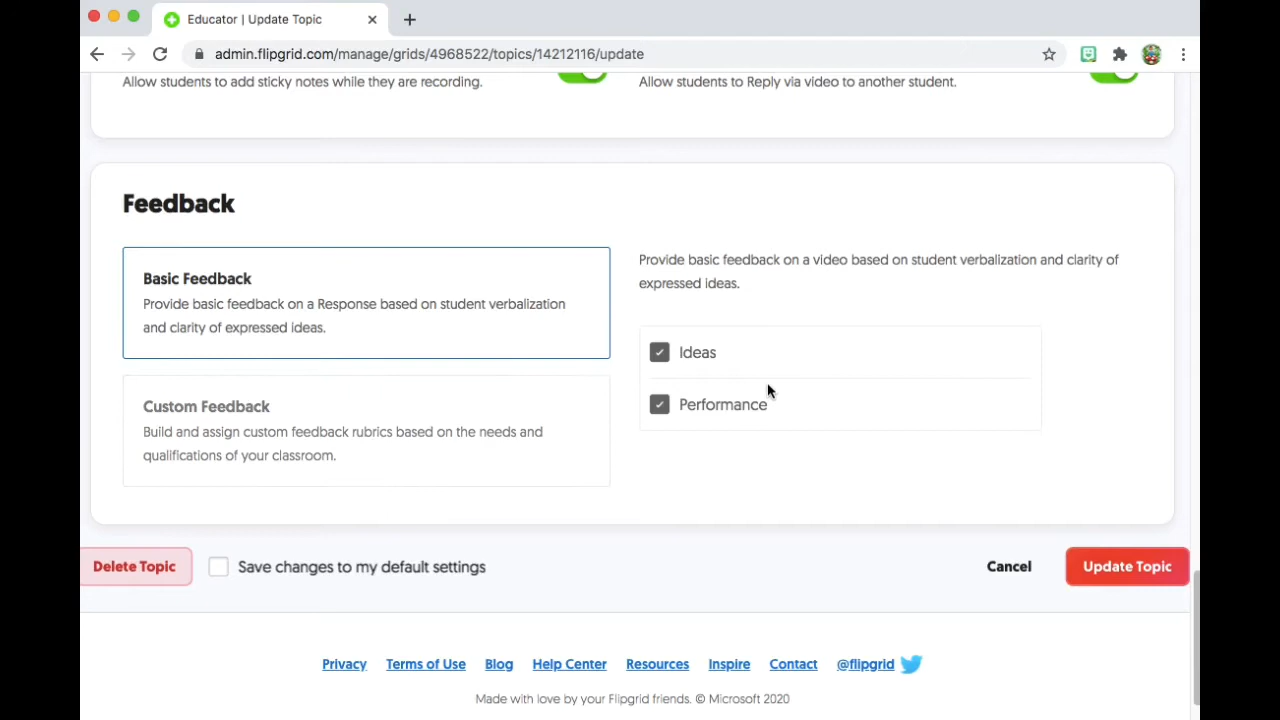 Educator | Update Topic
admin.flipgrid.com/manage/grids/4968522/topics/14212116/update
Allow students to add sticky notes while they are recording.
Allow students to Reply via video to another student.
Feedback
Basic Feedback
Provide basic feedback on a Response based on student verbalization
and clarity of expressed ideas.
Custom Feedback
Build and assign custom feedback rubrics based on the needs and
qualifications of your classroom.
Provide basic feedback on a video based on student verbalization and clarity of
expressed ideas.
Ideas
Performance
Delete Topic
Save changes to my default settings
Cancel
Update Topic
Privacy Terms of Use Blog Help Center Resources Inspire Contact @flipgrid
Made with love by your Flipgrid friends. © Microsoft 2020